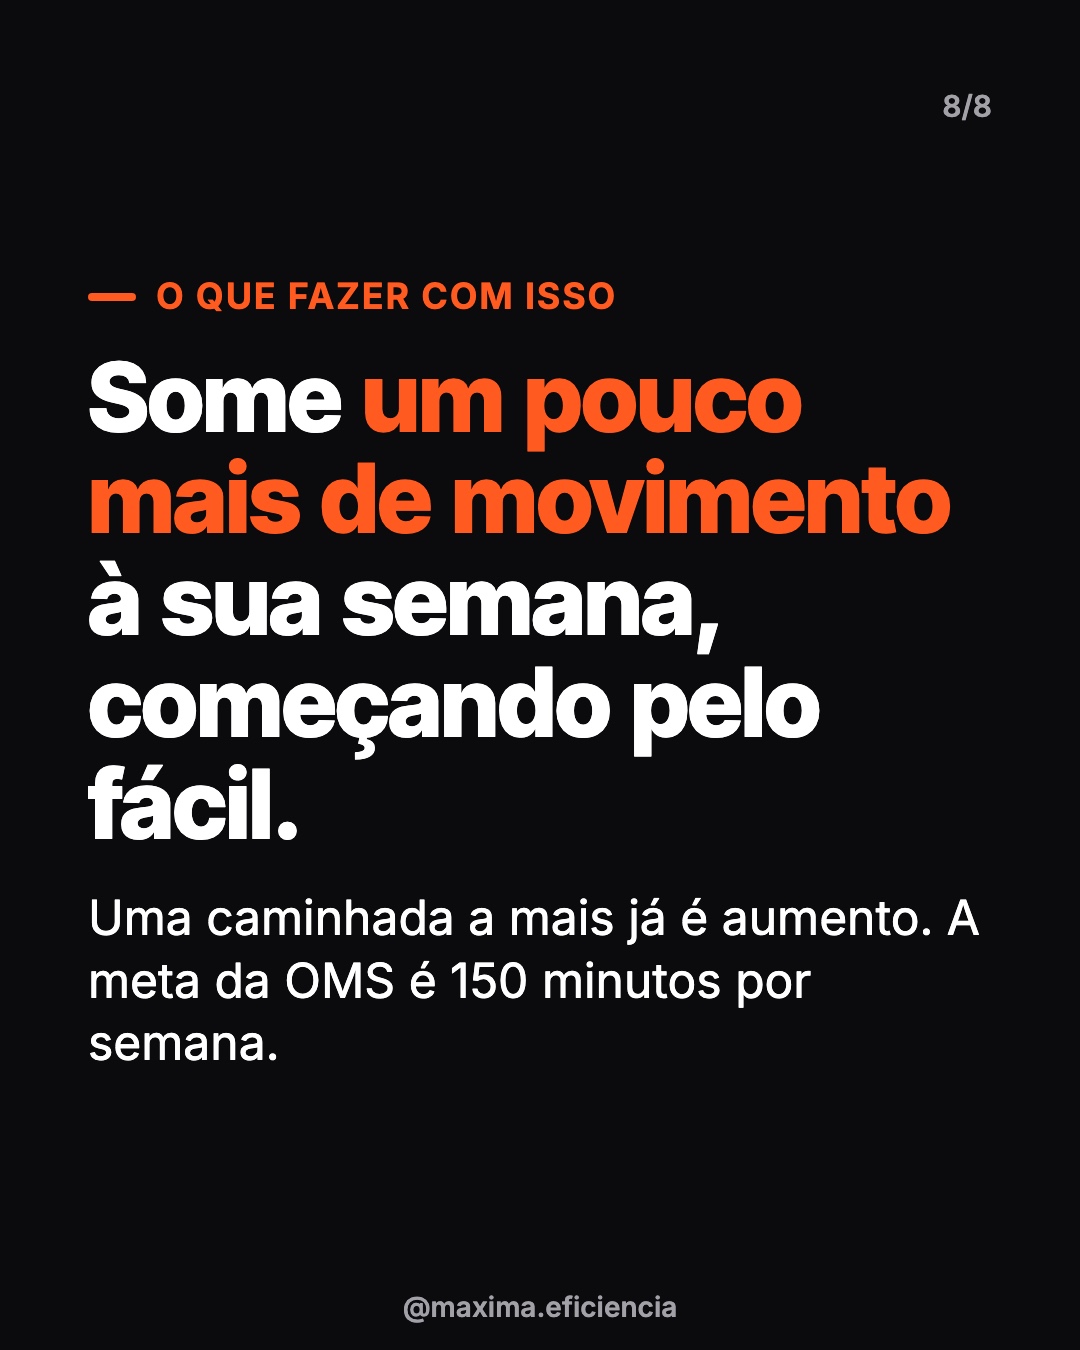 8/8
O QUE FAZER COM ISSO
Some um pouco
mais de movimento
à sua semana,
começando pelo
fácil.
Uma caminhada a mais já é aumento. A
meta da OMS é 150 minutos por
semana.
@maxima.eficiencia